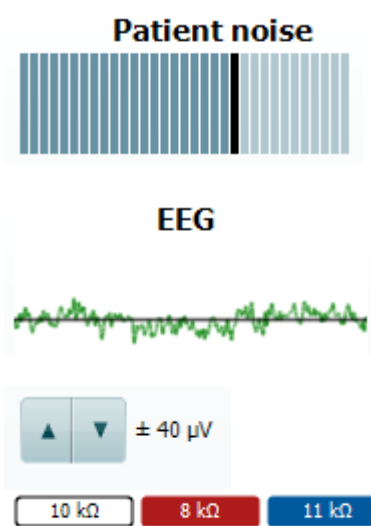 Patient noise
EEG
± 40 µV
10 kΩ 8 kΩ 11 kΩ